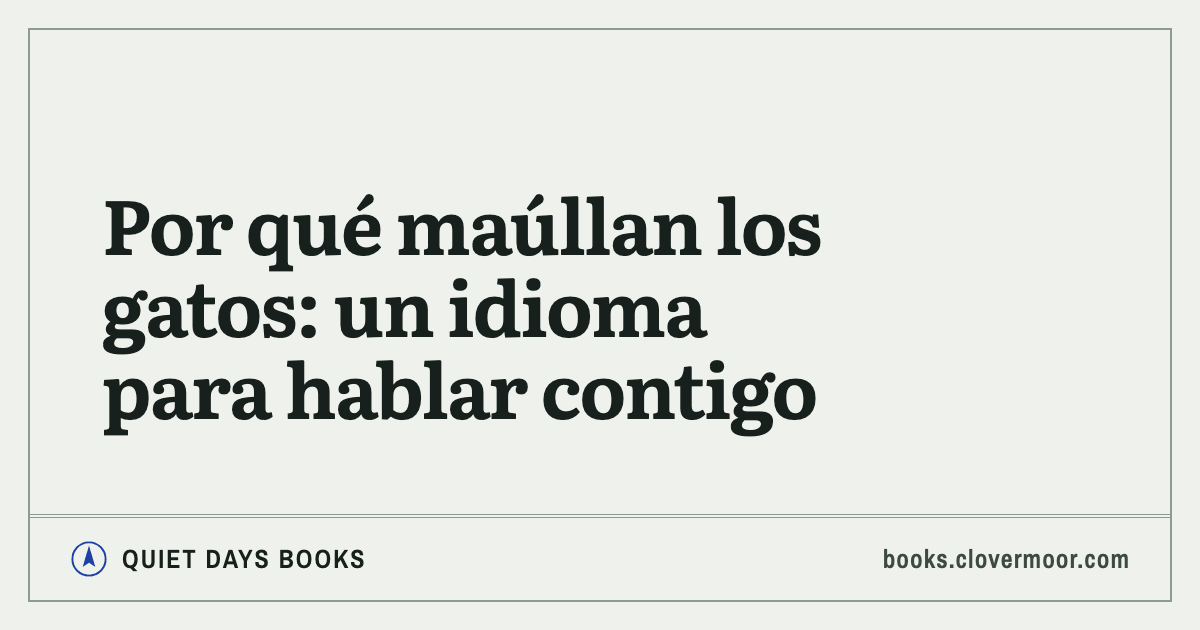 Por qué maúllan los
gatos: un idioma
para hablar contigo
QUIET DAYS BOOKS
books.clovermoor.com